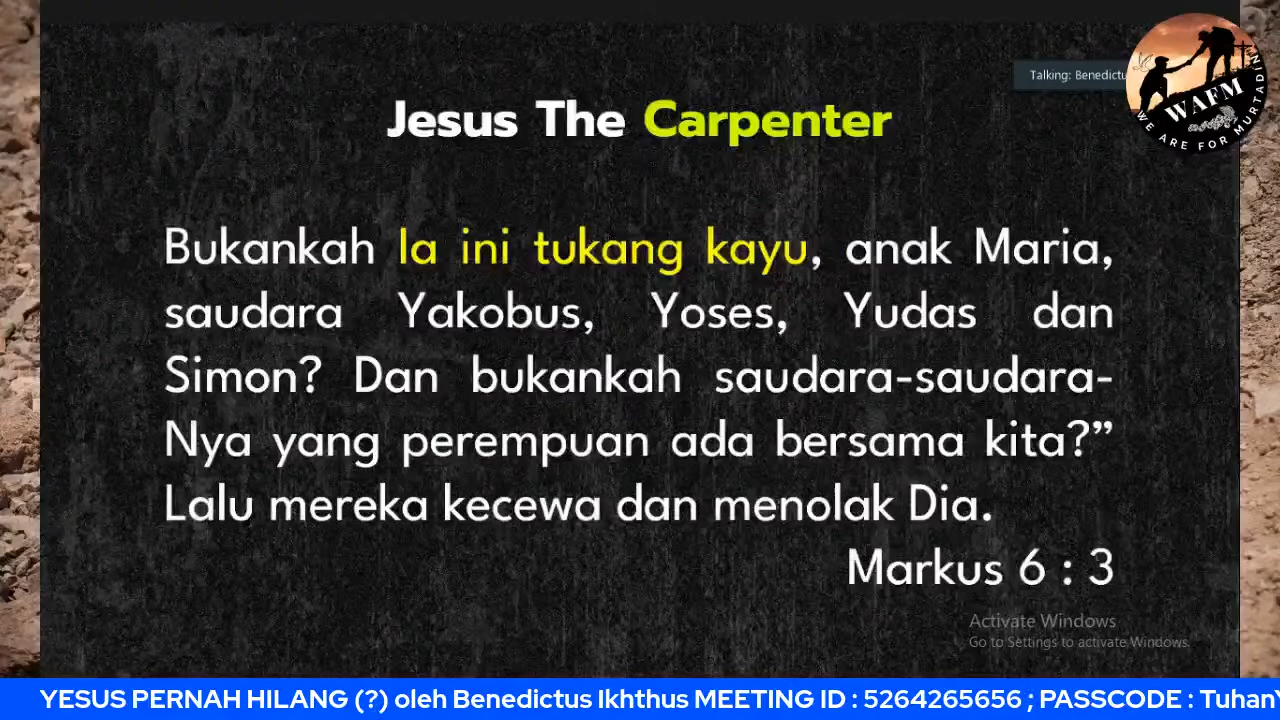 Talking: Benedictu
Jesus The Carpenter
WAFM
WE ARE FOR MURTADIN
Bukankah Ia ini tukang kayu, anak Maria,
saudara Yakobus, Yoses, Yudas dan
Simon? Dan bukankah saudara-saudara-
Nya yang perempuan ada bersama kita?”
Lalu mereka kecewa dan menolak Dia.
Markus 6 : 3
Activate Windows
Go to Settings to activate Windows.
YESUS PERNAH HILANG (?) oleh Benedictus Ikhthus MEETING ID : 5264265656 ; PASSCODE : TuhanY